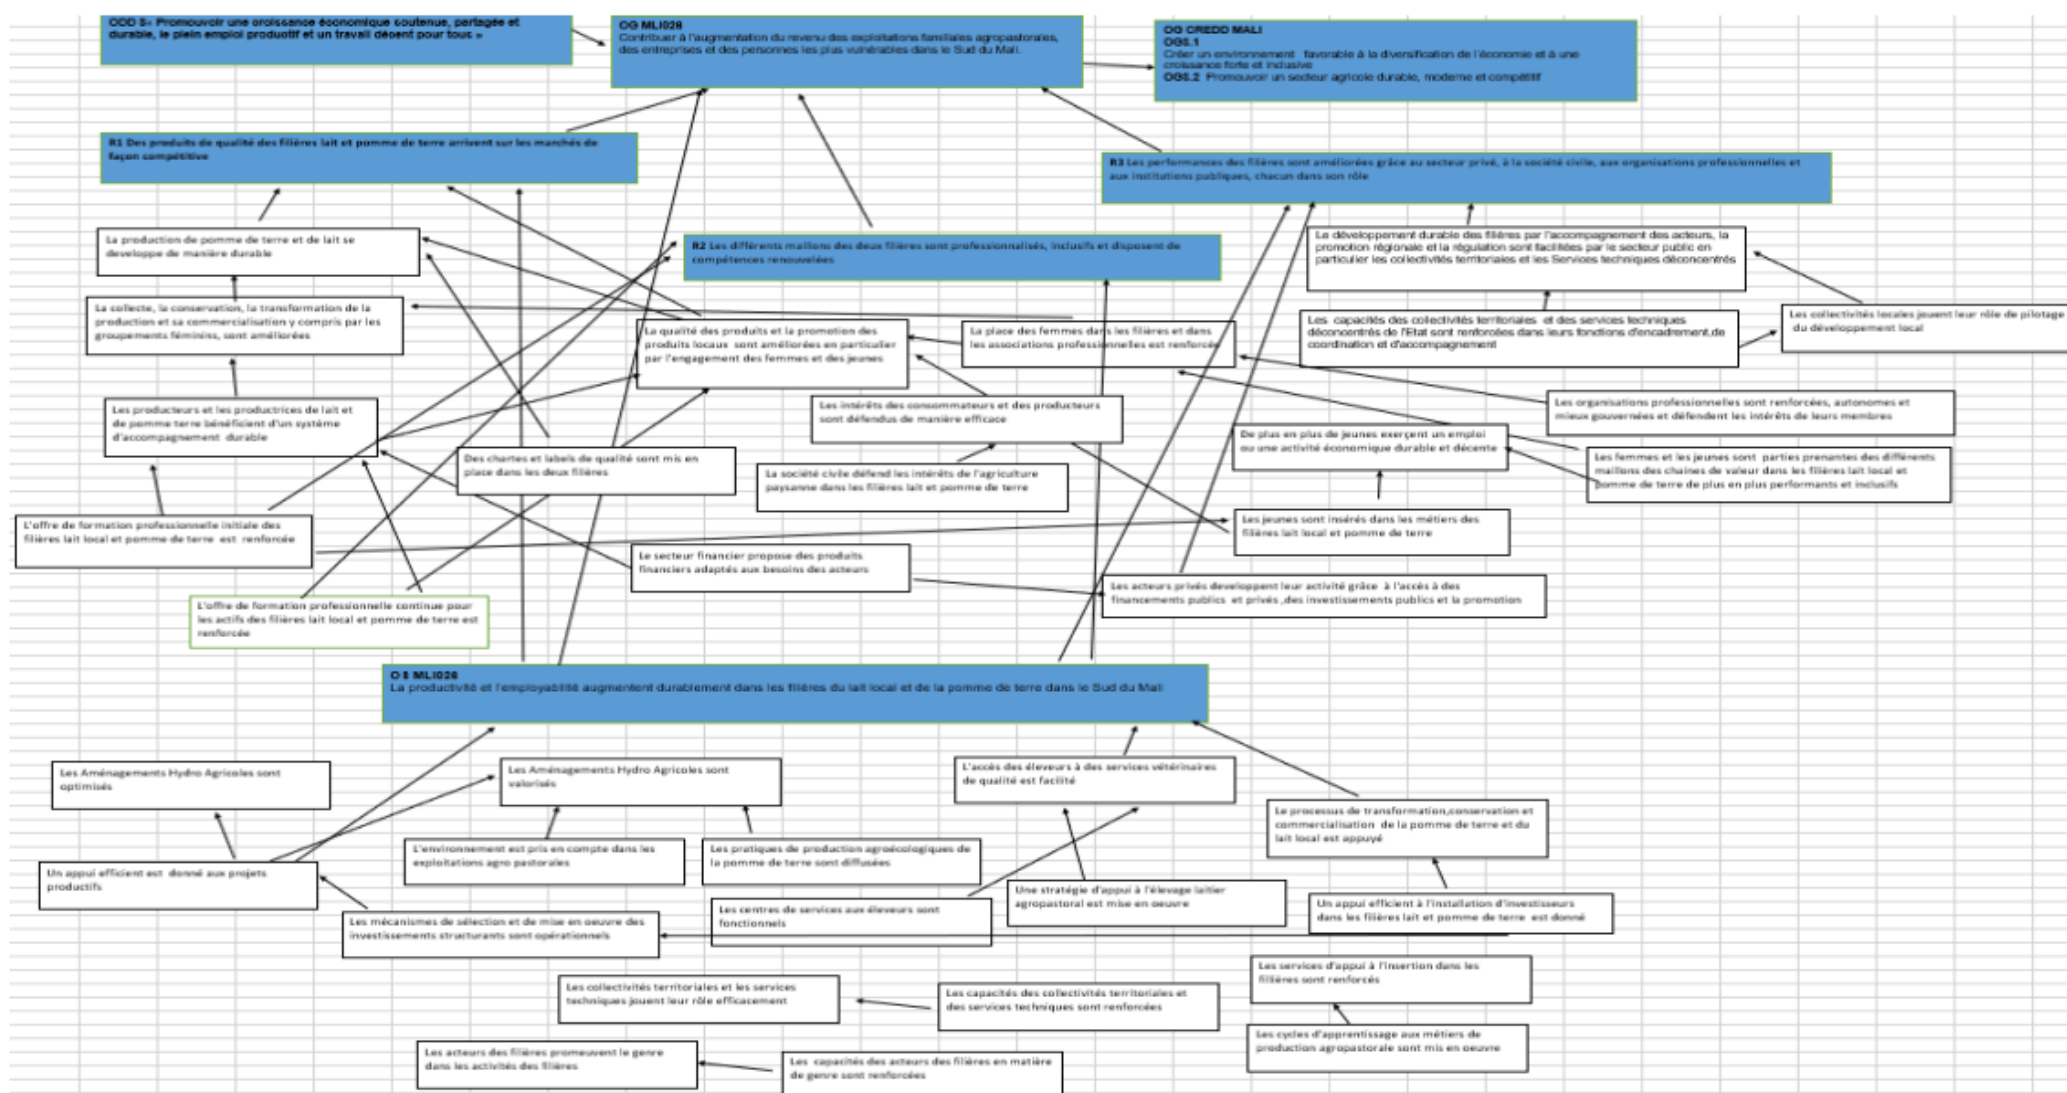 ODD 8« Promouvoir une croissance économique soutenue, partagée et
durable, le plein emploi productif et un travail décent pour tous »
OG MLI028
Contribuer à l'augmentation du revenu des exploitations familiales agropastorales,
des entreprises et des personnes les plus vulnérables dans le Sud du Mali.
OG CREDD MALI
OGS.1
Créer un environnement favorable à la diversification de l'économie et à une
croissance forte et inclusive
OGS.2 Promouvoir un secteur agricole durable, moderne et compétitif
R1 Des produits de qualité des filières lait et pomme de terre arrivent sur les marchés de
façon compétitive
R3 Les performances des filières sont améliorées grâce au secteur privé, à la société civile, aux organisations professionnelles et
aux institutions publiques, chacun dans son rôle
La production de pomme de terre et de lait se
developpe de manière durable
R2 Les différents maillons des deux filières sont professionnalisés, inclusifs et disposent de
compétences renouvelées
Le développement durable des filières par l'accompagnement des acteurs, la
promotion régionale et la régulation sont facilitées par le secteur public en
particulier les collectivités territoriales et les Services techniques déconcentrés
La collecte, la conservation, la transformation de la
production et sa commercialisation y compris par les
groupements féminins, sont améliorées
La qualité des produits et la promotion des
produits locaux sont améliorées en particulier
par l'engagement des femmes et des jeunes
La place des femmes dans les filières et dans
les associations professionnelles est renforcée
Les capacités des collectivités territoriales et des services techniques
déconcentrés de l'Etat sont renforcées dans leurs fonctions d'encadrement,de
coordination et d'accompagnement
Les collectivités locales jouent leur rôle de pilotage
du développement local
Les producteurs et les productrices de lait et
de pomme terre bénéficient d'un système
d'accompagnement durable
Les intérêts des consommateurs et des producteurs
sont défendus de manière efficace
Les organisations professionnelles sont renforcées, autonomes et
mieux gouvernées et défendent les intérêts de leurs membres
De plus en plus de jeunes exerçent un emploi
ou une activité économique durable et décente
Des chartes et labels de qualité sont mis en
place dans les deux filières
La société civile défend les intérêts de l'agriculture
paysanne dans les filières lait et pomme de terre
Les femmes et les jeunes sont parties prenantes des différents
maillons des chaines de valeur dans les filières lait local et
pomme de terre de plus en plus performants et inclusifs
L'offre de formation professionnelle initiale des
filières lait local et pomme de terre est renforcée
Les jeunes sont insérés dans les métiers des
filières lait local et pomme de terre
Le secteur financier propose des produits
financiers adaptés aux besoins des acteurs
Les acteurs privés developpent leur activité grâce à l'accès à des
financements publics et privés ,des investissements publics et la promotion
L'offre de formation professionnelle continue pour
les actifs des filières lait local et pomme de terre est
renforcée
O S MLI028
La productivité et l'employabilité augmentent durablement dans les filières du lait local et de la pomme de terre dans le Sud du Mali
Les Aménagements Hydro Agricoles sont
optimisés
Les Aménagements Hydro Agricoles sont
valorisés
L'accès des éleveurs à des services vétérinaires
de qualité est facilité
Le processus de transformation,conservation et
commercialisation de la pomme de terre et du
lait local est appuyé
L'environnement est pris en compte dans les
exploitations agro pastorales
Les pratiques de production agroécologiques de
la pomme de terre sont diffusées
Un appui efficient est donné aux projets
productifs
Une stratégie d'appui à l'élevage laitier
agropastoral est mise en oeuvre
Les centres de services aux éleveurs sont
fonctionnels
Un appui efficient à l'installation d'investisseurs
dans les filières lait et pomme de terre est donné
Les mécanismes de sélection et de mise en oeuvre des
investissements structurants sont opérationnels
Les services d'appui à l'insertion dans les
fillières sont renforcés
Les collectivités territoriales et les services
techniques jouent leur rôle efficacement
Les capacités des collectivités territoriales et
des services techniques sont renforcées
Les cycles d'apprentissage aux métiers de
production agropastorale sont mis en oeuvre
Les acteurs des filières promeuvent le genre
dans les activités des filières
Les capacités des acteurs des filières en matière
de genre sont renforcées